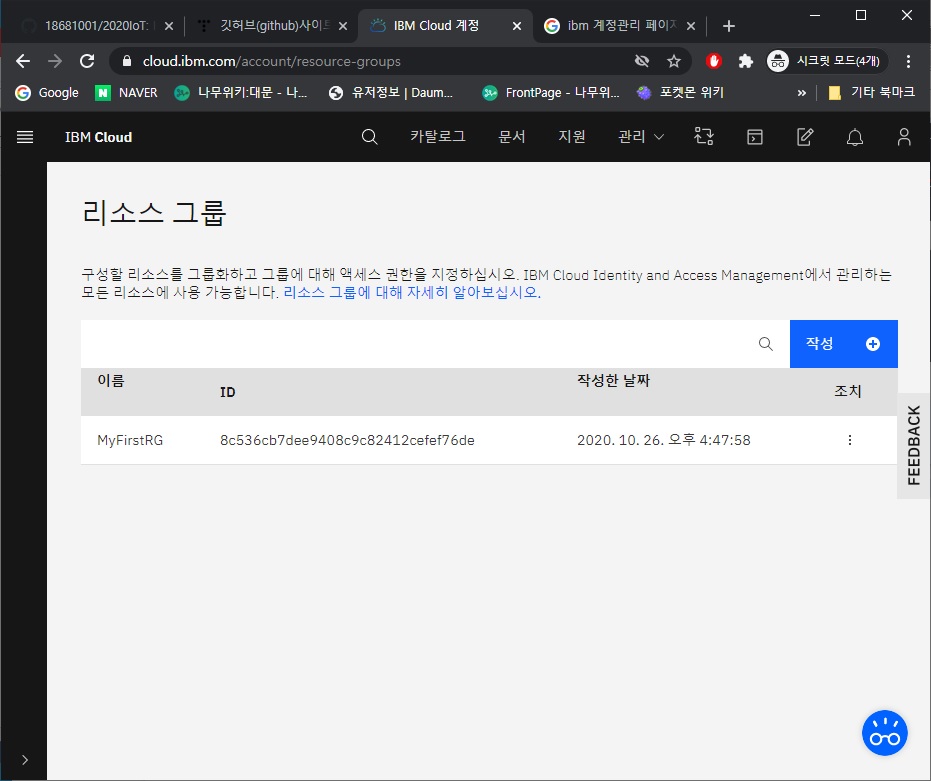 18681001/2020IoT:
깃허브(github)사이트
IBM Cloud 계정
ibm 계정관리 페이지
cloud.ibm.com/account/resource-groups
시크릿 모드(4개)
Google
NAVER
나무위키:대문 - 나...
유저정보 | Daum...
FrontPage - 나무위...
포켓몬 위키
»
기타 북마크
IBM Cloud
카탈로그
문서
지원
관리
리소스 그룹
구성할 리소스를 그룹화하고 그룹에 대해 액세스 권한을 지정하십시오. IBM Cloud Identity and Access Management에서 관리하는
모든 리소스에 사용 가능합니다. 리소스 그룹에 대해 자세히 알아보십시오.
작성
이름
ID
작성한 날짜
조치
MyFirstRG
8c536cb7dee9408c9c82412cefef76de
2020. 10. 26. 오후 4:47:58
FEEDBACK